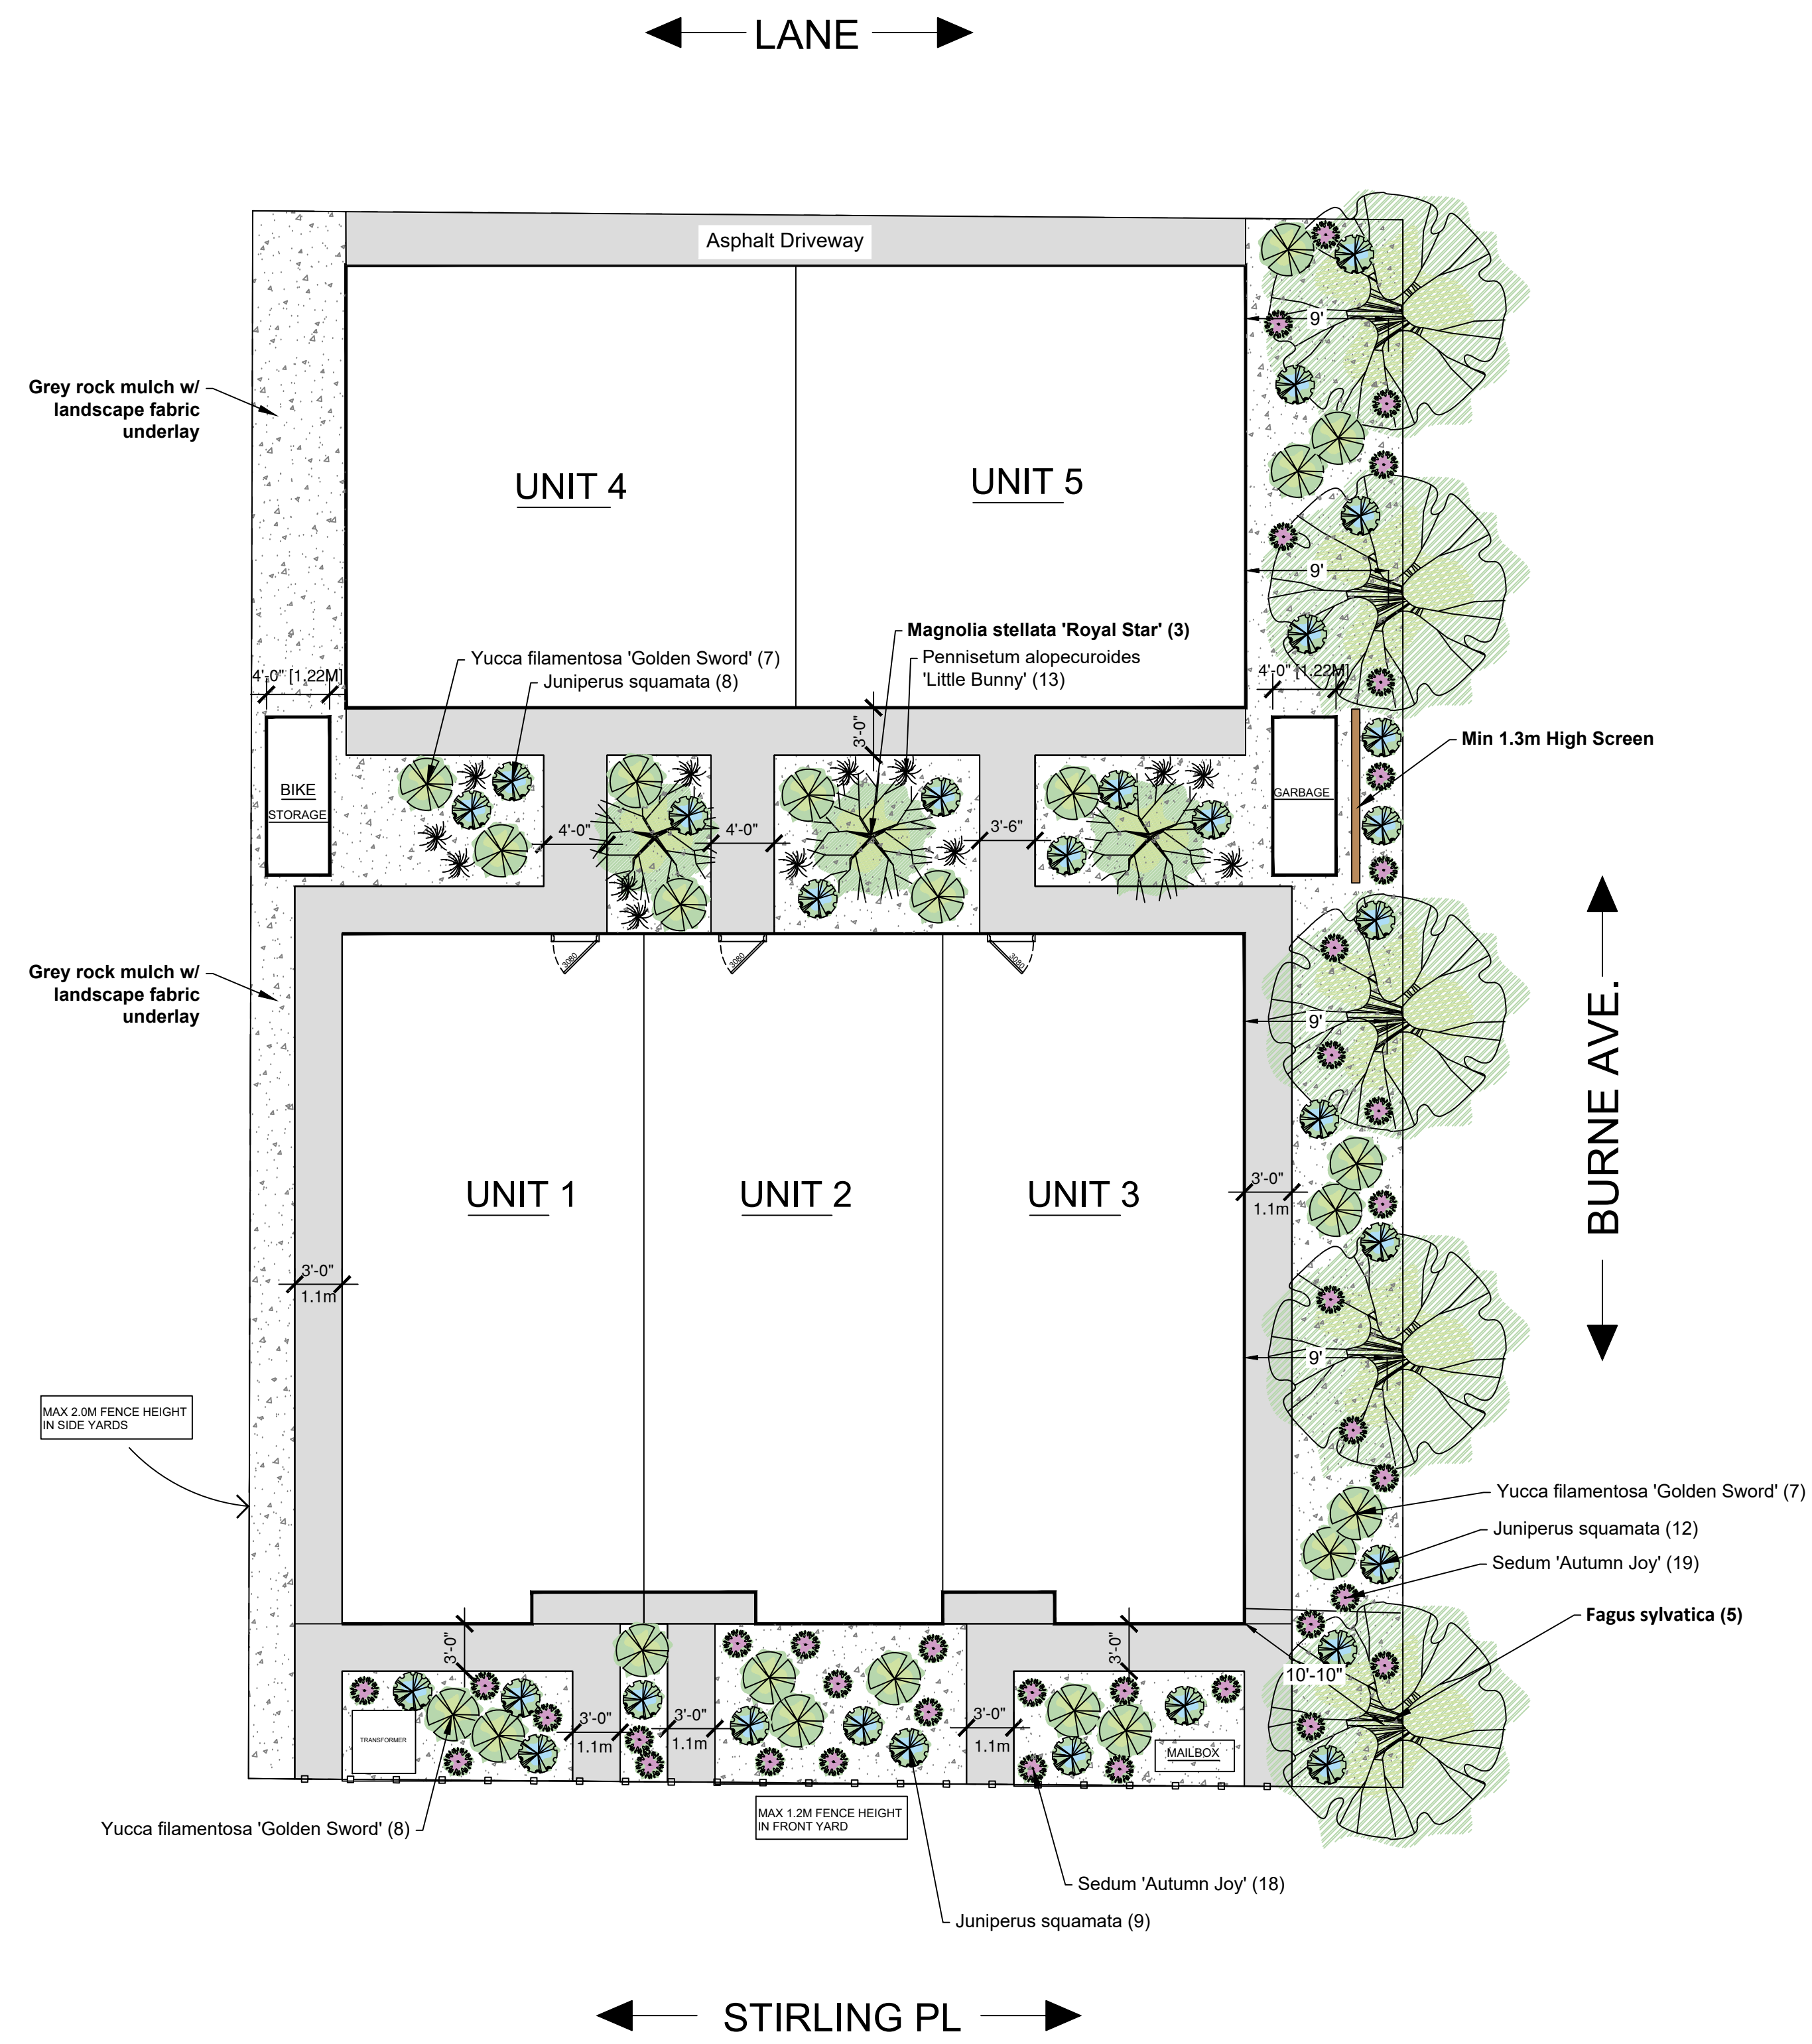 LANE
Asphalt Driveway
9'
Grey rock mulch w/
landscape fabric
underlay
UNIT 4
UNIT 5
9'
Magnolia stellata 'Royal Star' (3)
Pennisetum alopecuroides
'Little Bunny' (13)
Yucca filamentosa 'Golden Sword' (7)
Juniperus squamata (8)
4'-0" [1.22M]
4'-0" [1.22M]
3'-0"
Min 1.3m High Screen
BIKE
STORAGE
GARBAGE
4'-0"
4'-0"
3'-6"
3080
3080
3080
Grey rock mulch w/
landscape fabric
underlay
9'
BURNE AVE.
UNIT 1
UNIT 2
UNIT 3
3'-0"
1.1m
3'-0"
1.1m
9'
MAX 2.0M FENCE HEIGHT
IN SIDE YARDS
Yucca filamentosa 'Golden Sword' (7)
Juniperus squamata (12)
Sedum 'Autumn Joy' (19)
Fagus sylvatica (5)
3'-0"
3'-0"
10'-10"
3'-0"
1.1m
3'-0"
1.1m
3'-0"
1.1m
TRANSFORMER
MAILBOX
MAX 1.2M FENCE HEIGHT
IN FRONT YARD
Yucca filamentosa 'Golden Sword' (8)
Sedum 'Autumn Joy' (18)
Juniperus squamata (9)
STIRLING PL